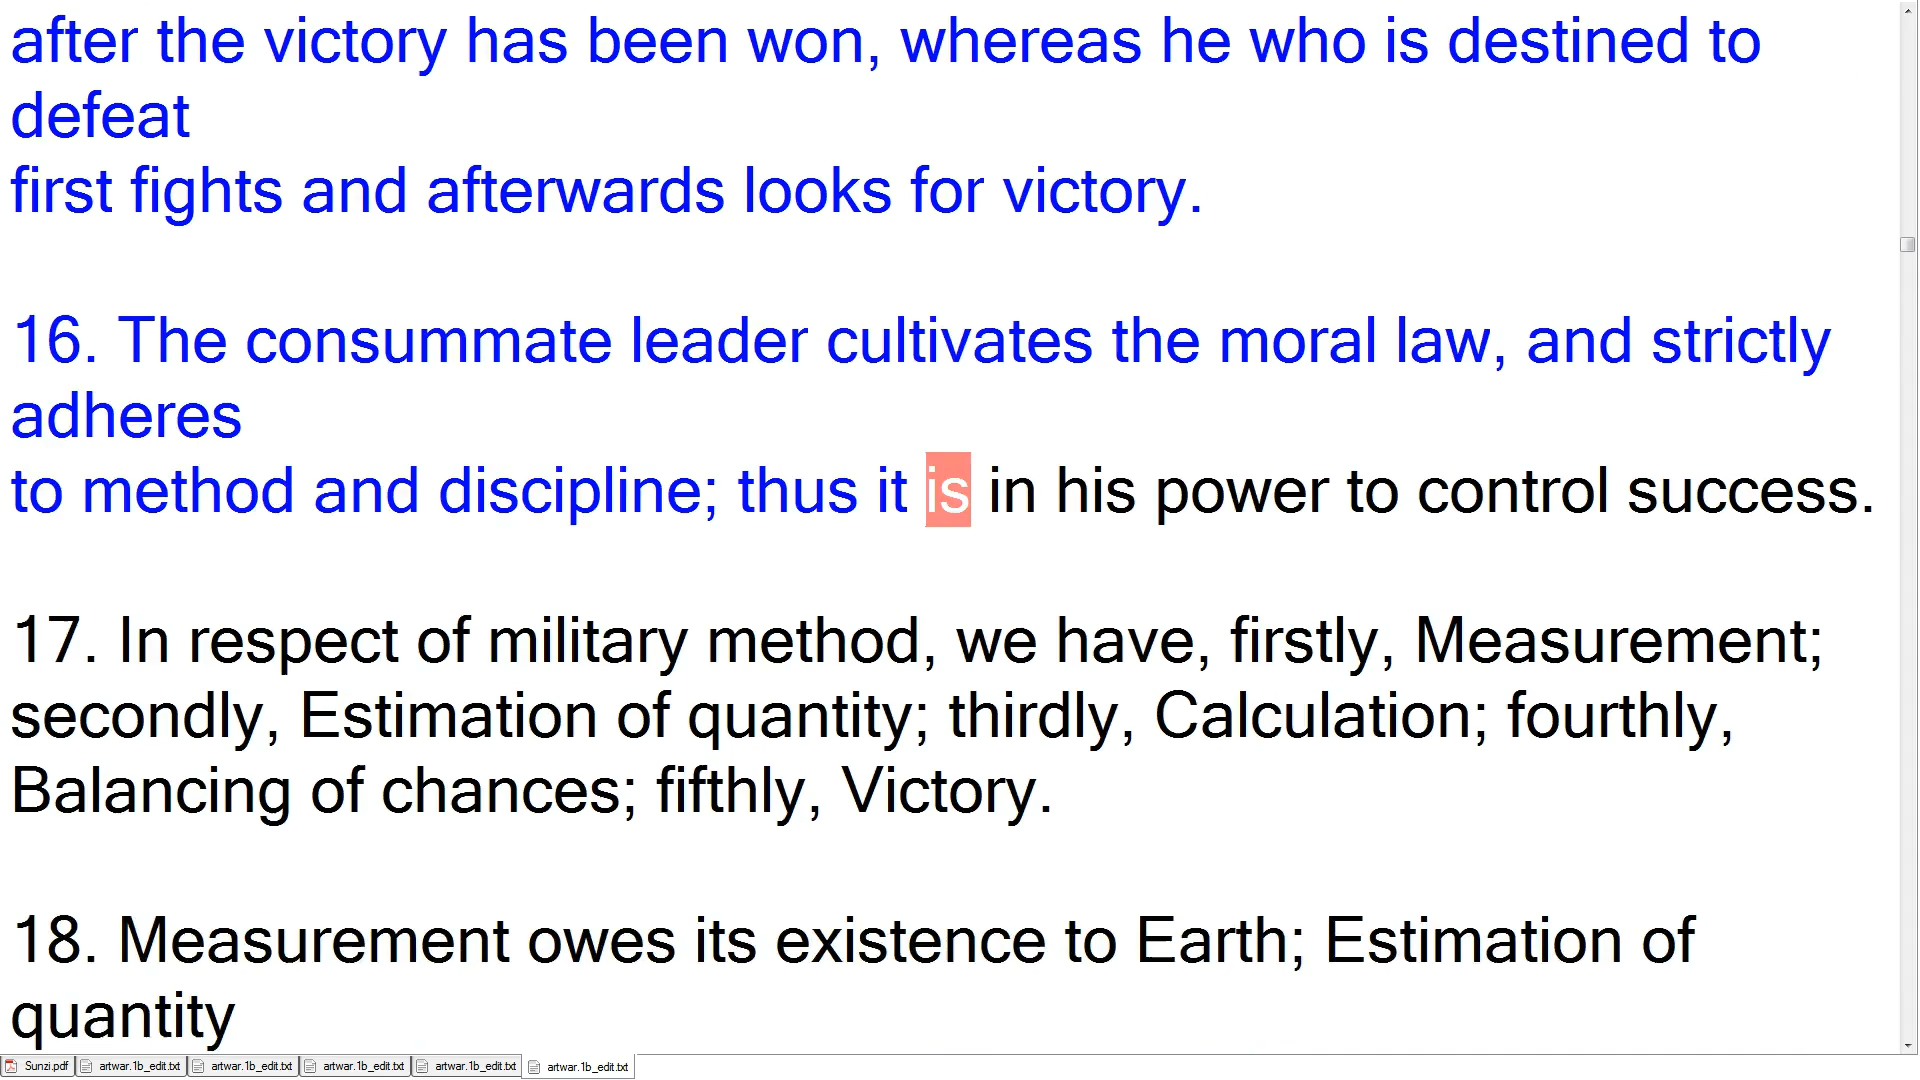 after the victory has been won, whereas he who is destined to
defeat
first fights and afterwards looks for victory.
16. The consummate leader cultivates the moral law, and strictly
adheres
to method and discipline; thus it is in his power to control success.
17. In respect of military method, we have, firstly, Measurement;
secondly, Estimation of quantity; thirdly, Calculation; fourthly,
Balancing of chances; fifthly, Victory.
18. Measurement owes its existence to Earth; Estimation of
quantity
Sunzi.pdf artwar.1b_edit.txt artwar.1b_edit.txt artwar.1b_edit.txt artwar.1b_edit.txt artwar.1b_edit.txt